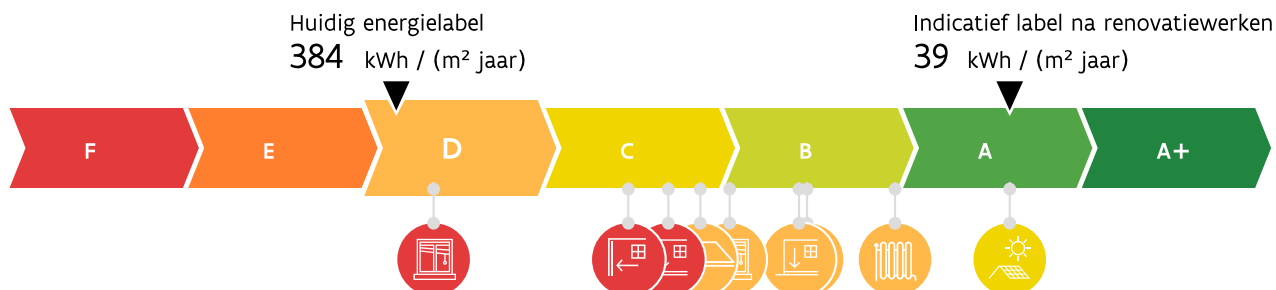 Huidig energielabel
384 kWh / (m² jaar)
Indicatief label na renovatiewerken
39 kWh / (m² jaar)
F E D C B A A+